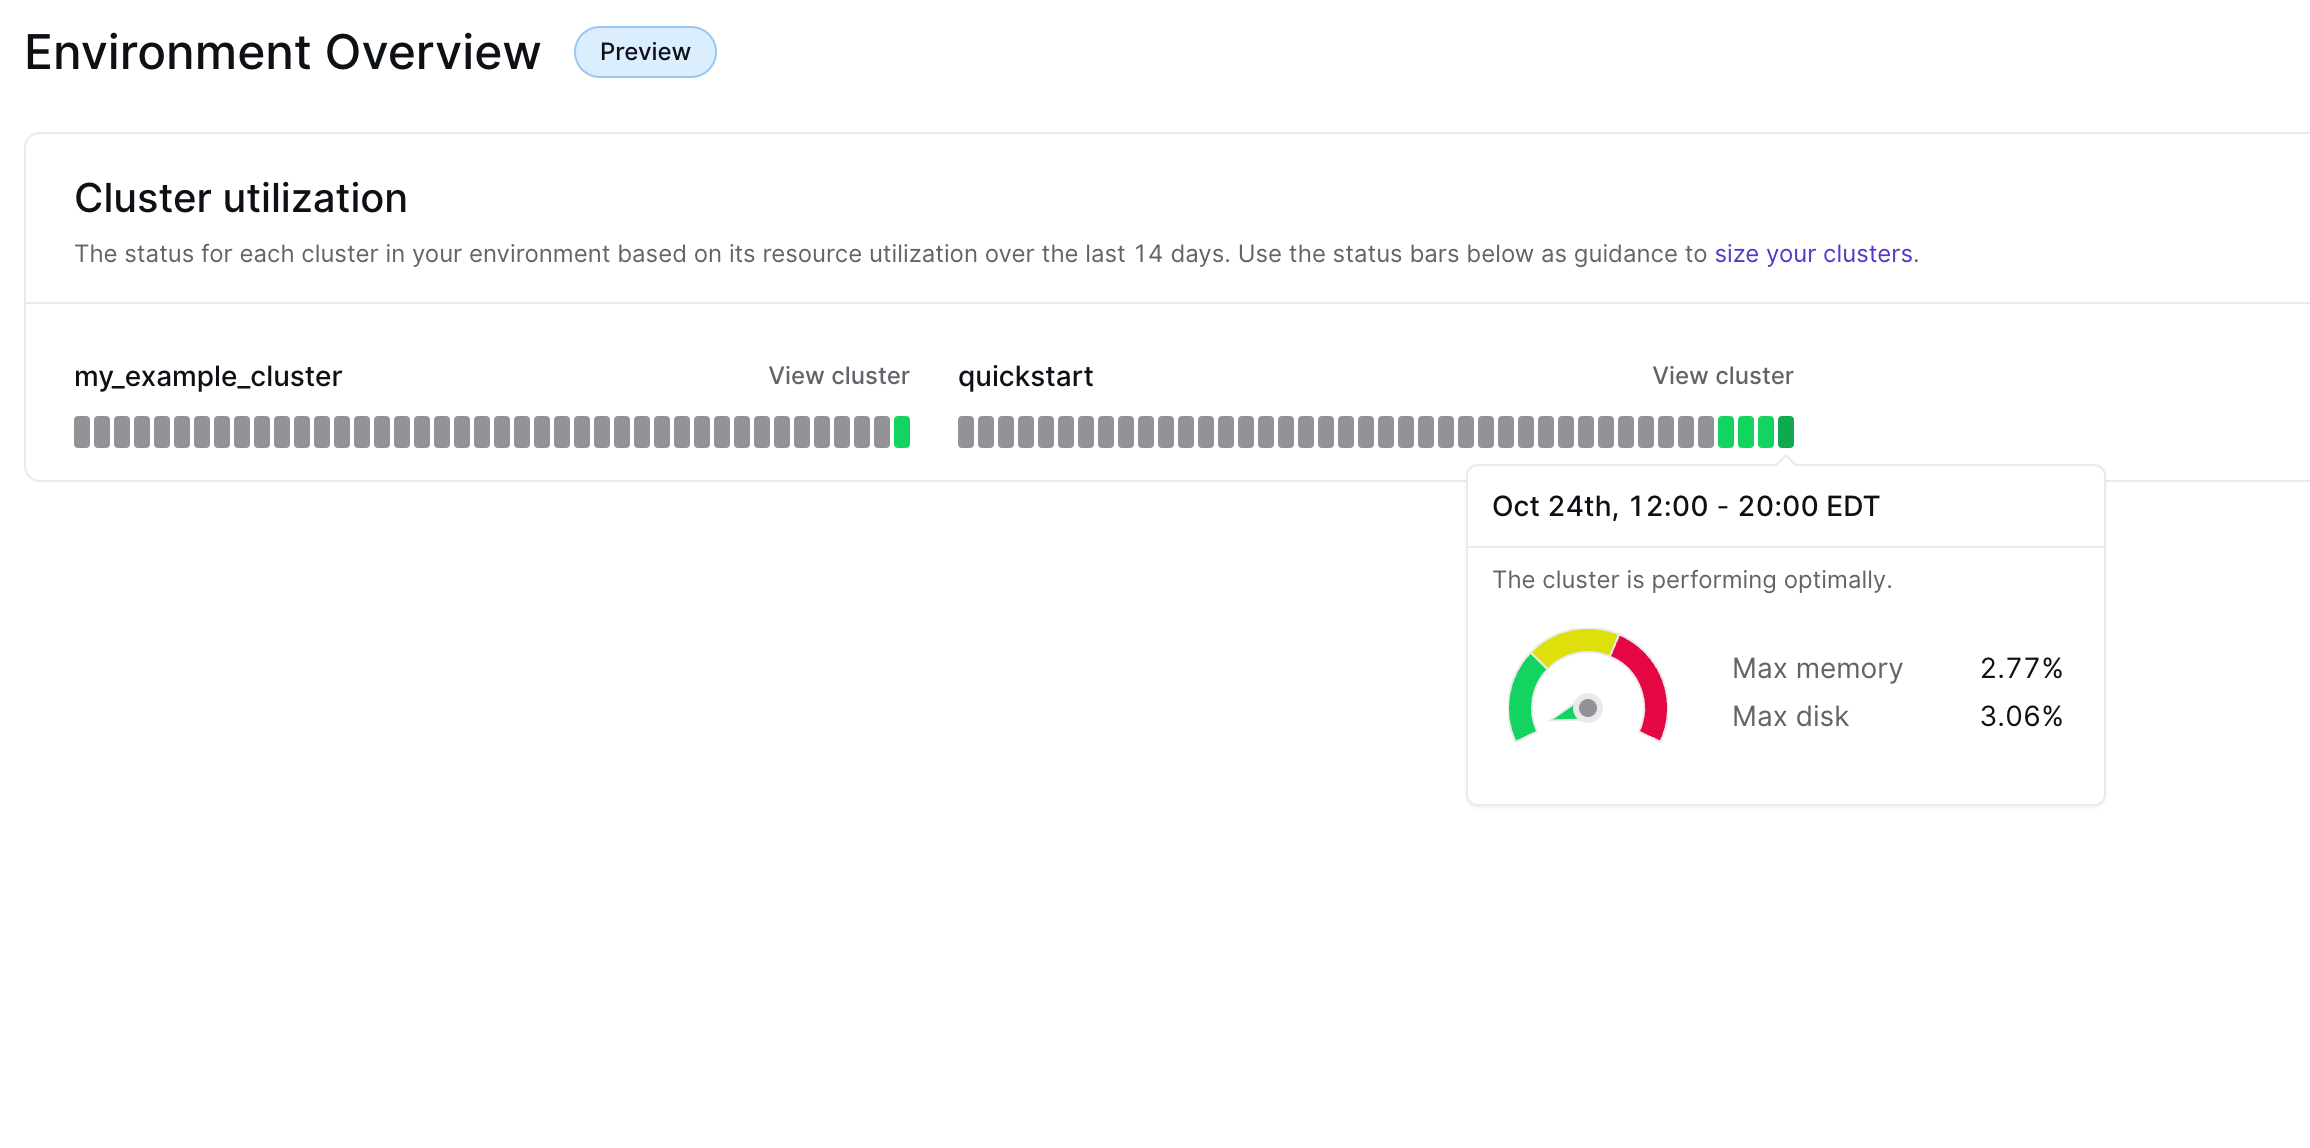 Environment Overview
Preview
Cluster utilization
The status for each cluster in your environment based on its resource utilization over the last 14 days. Use the status bars below as guidance to size your clusters.
my_example_cluster
View cluster
quickstart
View cluster
Oct 24th, 12:00 - 20:00 EDT
The cluster is performing optimally.
Max memory 2.77%
Max disk 3.06%